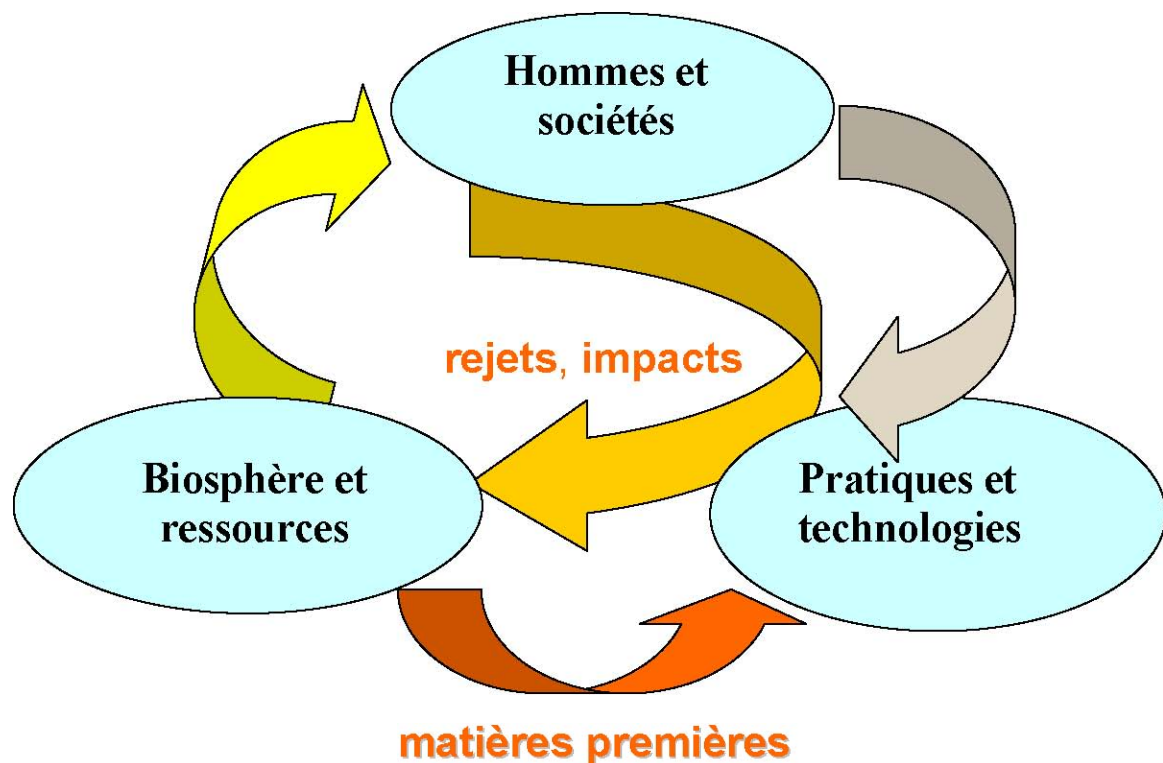 Hommes et
sociétés
rejets, impacts
Biosphère et
ressources
Pratiques et
technologies
matières premières